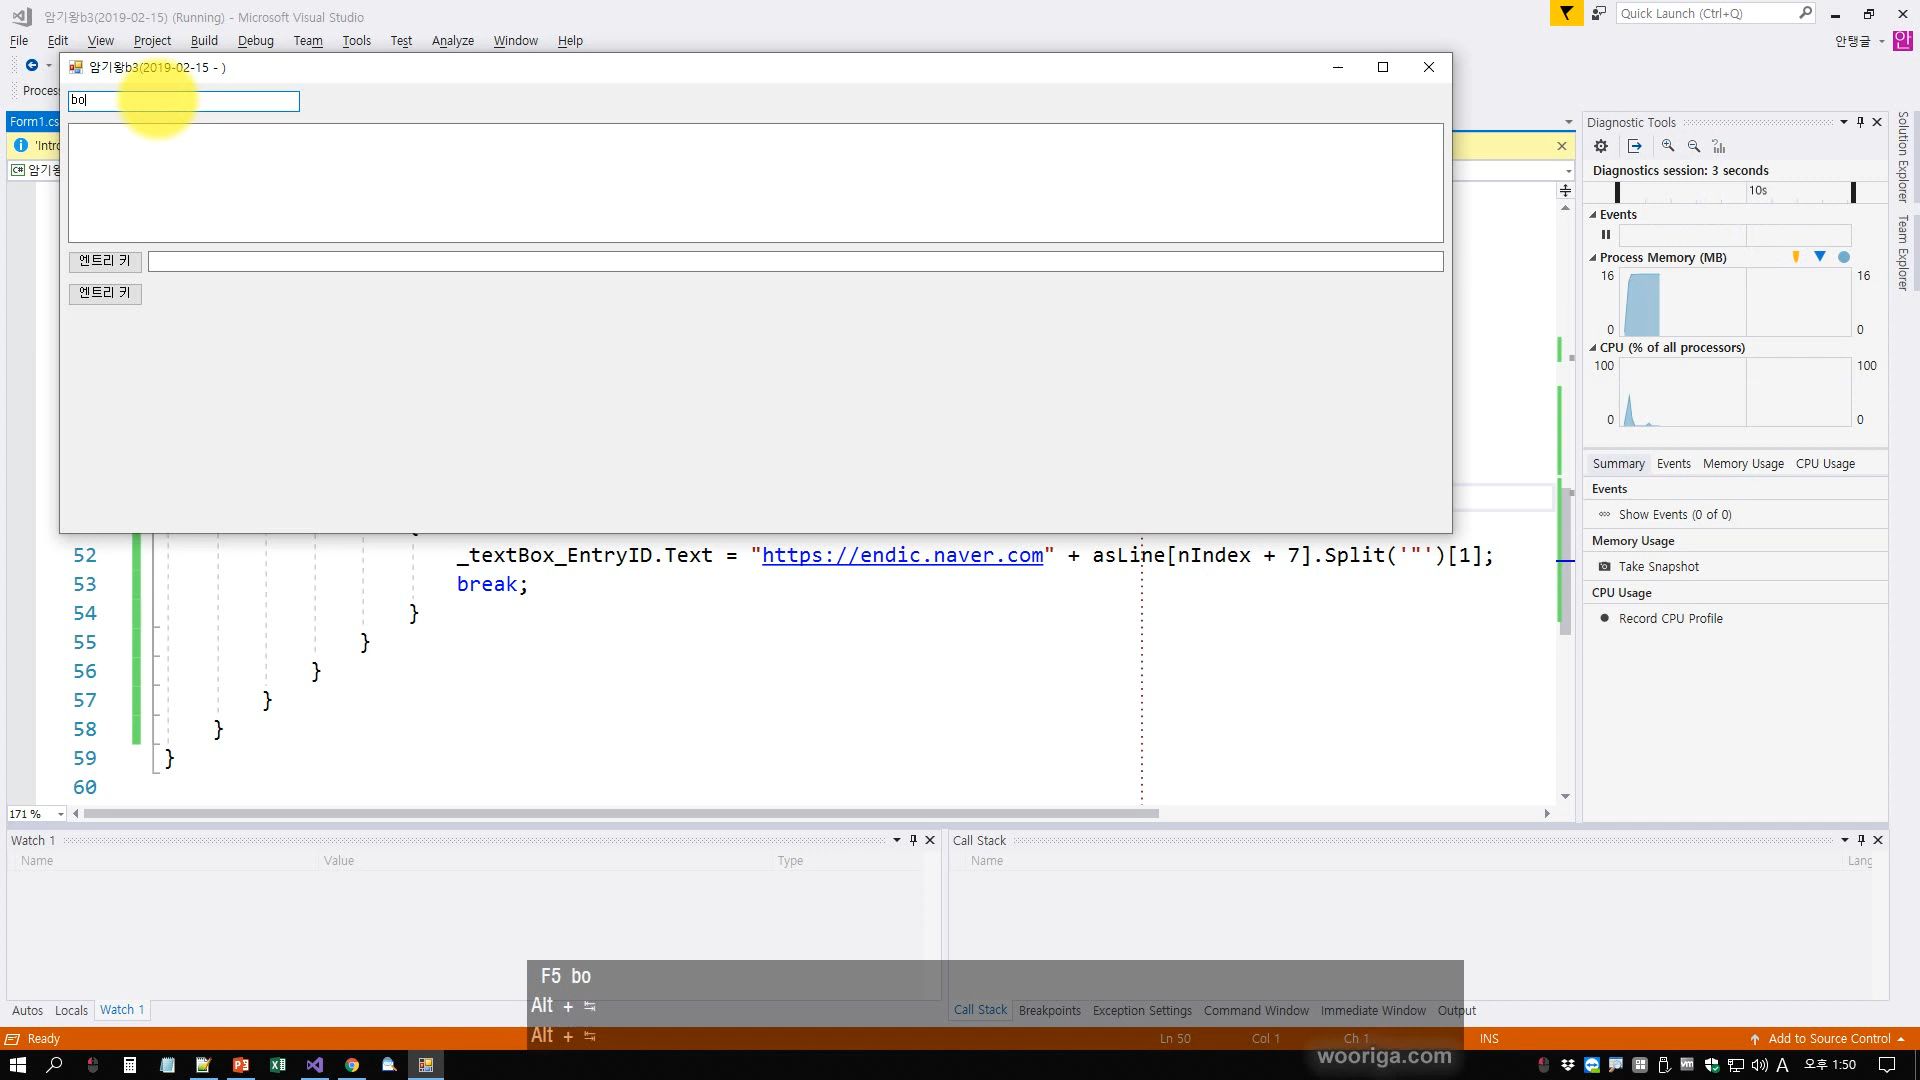 암기왕b3(2019-02-15) (Running) - Microsoft Visual Studio
Quick Launch (Ctrl+Q)
File Edit View Project Build Debug Team Tools Test Analyze Window Help
안탱글
안
암기왕b3(2019-02-15 - )
Proces
bo
Form1.cs
'Intro
C# 암기왕
엔트리 키
엔트리 키
52 _textBox_EntryID.Text = "https://endic.naver.com" + asLine[nIndex + 7].Split('"')[1];
53 break;
54 }
55 }
56 }
57 }
58 }
59 }
60
171 %
Diagnostic Tools
Diagnostics session: 3 seconds
10s
Events
Process Memory (MB)
16 16
0 0
CPU (% of all processors)
100 100
0 0
Summary Events Memory Usage CPU Usage
Events
Show Events (0 of 0)
Memory Usage
Take Snapshot
CPU Usage
Record CPU Profile
Solution Explorer
Team Explorer
Watch 1
Name Value Type
Call Stack
Name Lang
F5 bo
Alt + ↹
Alt + ↹
Autos Locals Watch 1
Call Stack Breakpoints Exception Settings Command Window Immediate Window Output
Ready
Ln 50 Col 1 Ch 1 INS
Add to Source Control
wooriga.com
A 오후 1:50